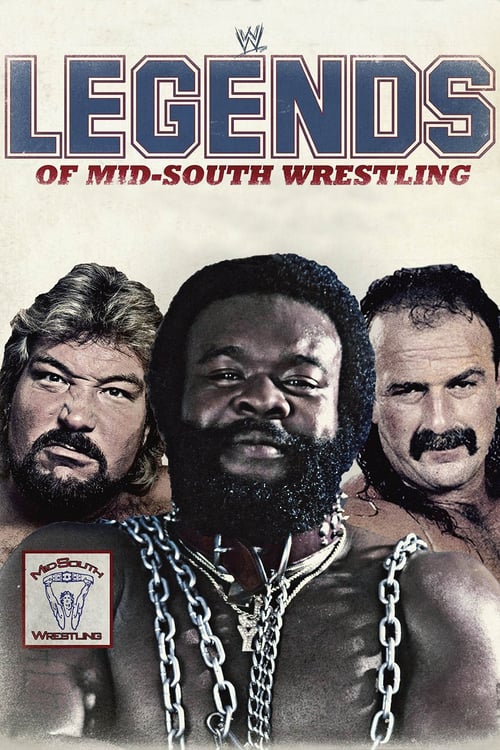 W
LEGENDS
OF MID-SOUTH WRESTLING
MID SOUTH
WRESTLING